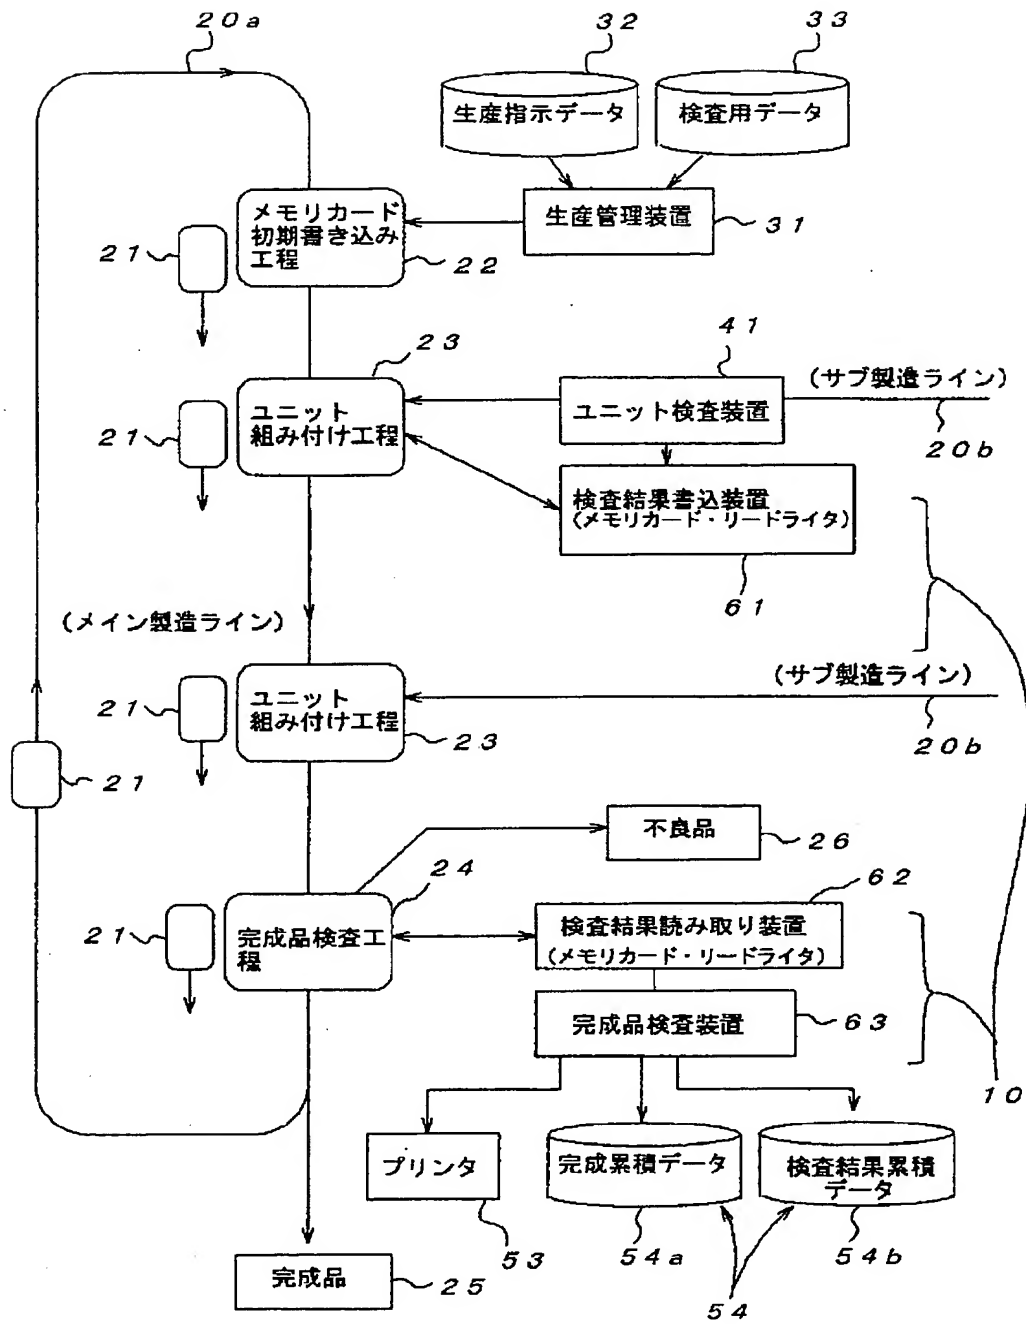 20a
32
33
生産指示データ
検査用データ
メモリカード
初期書き込み
工程
生産管理装置
31
21
22
23
41
(サブ製造ライン)
ユニット
組み付け工程
ユニット検査装置
21
20b
検査結果書込装置
(メモリカード・リードライタ)
61
(メイン製造ライン)
(サブ製造ライン)
ユニット
組み付け工程
21
23
20b
21
不良品
26
24
62
21
完成品検査工
程
検査結果読み取り装置
(メモリカード・リードライタ)
完成品検査装置
63
10
プリンタ
完成累積データ
検査結果累積
データ
53
54a
54b
完成品
25
54